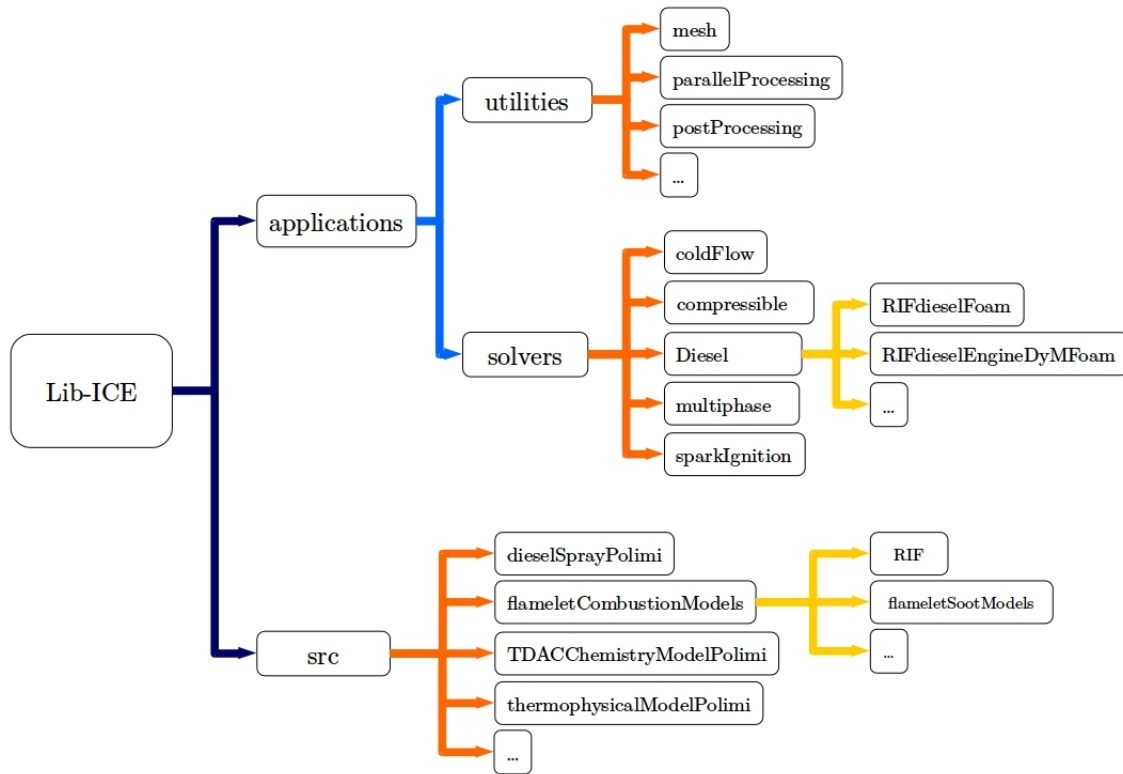 mesh
parallelProcessing
utilities
postProcessing
...
applications
coldFlow
compressible
RIFdieselFoam
Lib-ICE
solvers
Diesel
RIFdieselEngineDyMFoam
multiphase
...
sparkIgnition
dieselSprayPolimi
RIF
flameletCombustionModels
flameletSootModels
src
TDACChemistryModelPolimi
...
thermophysicalModelPolimi
...